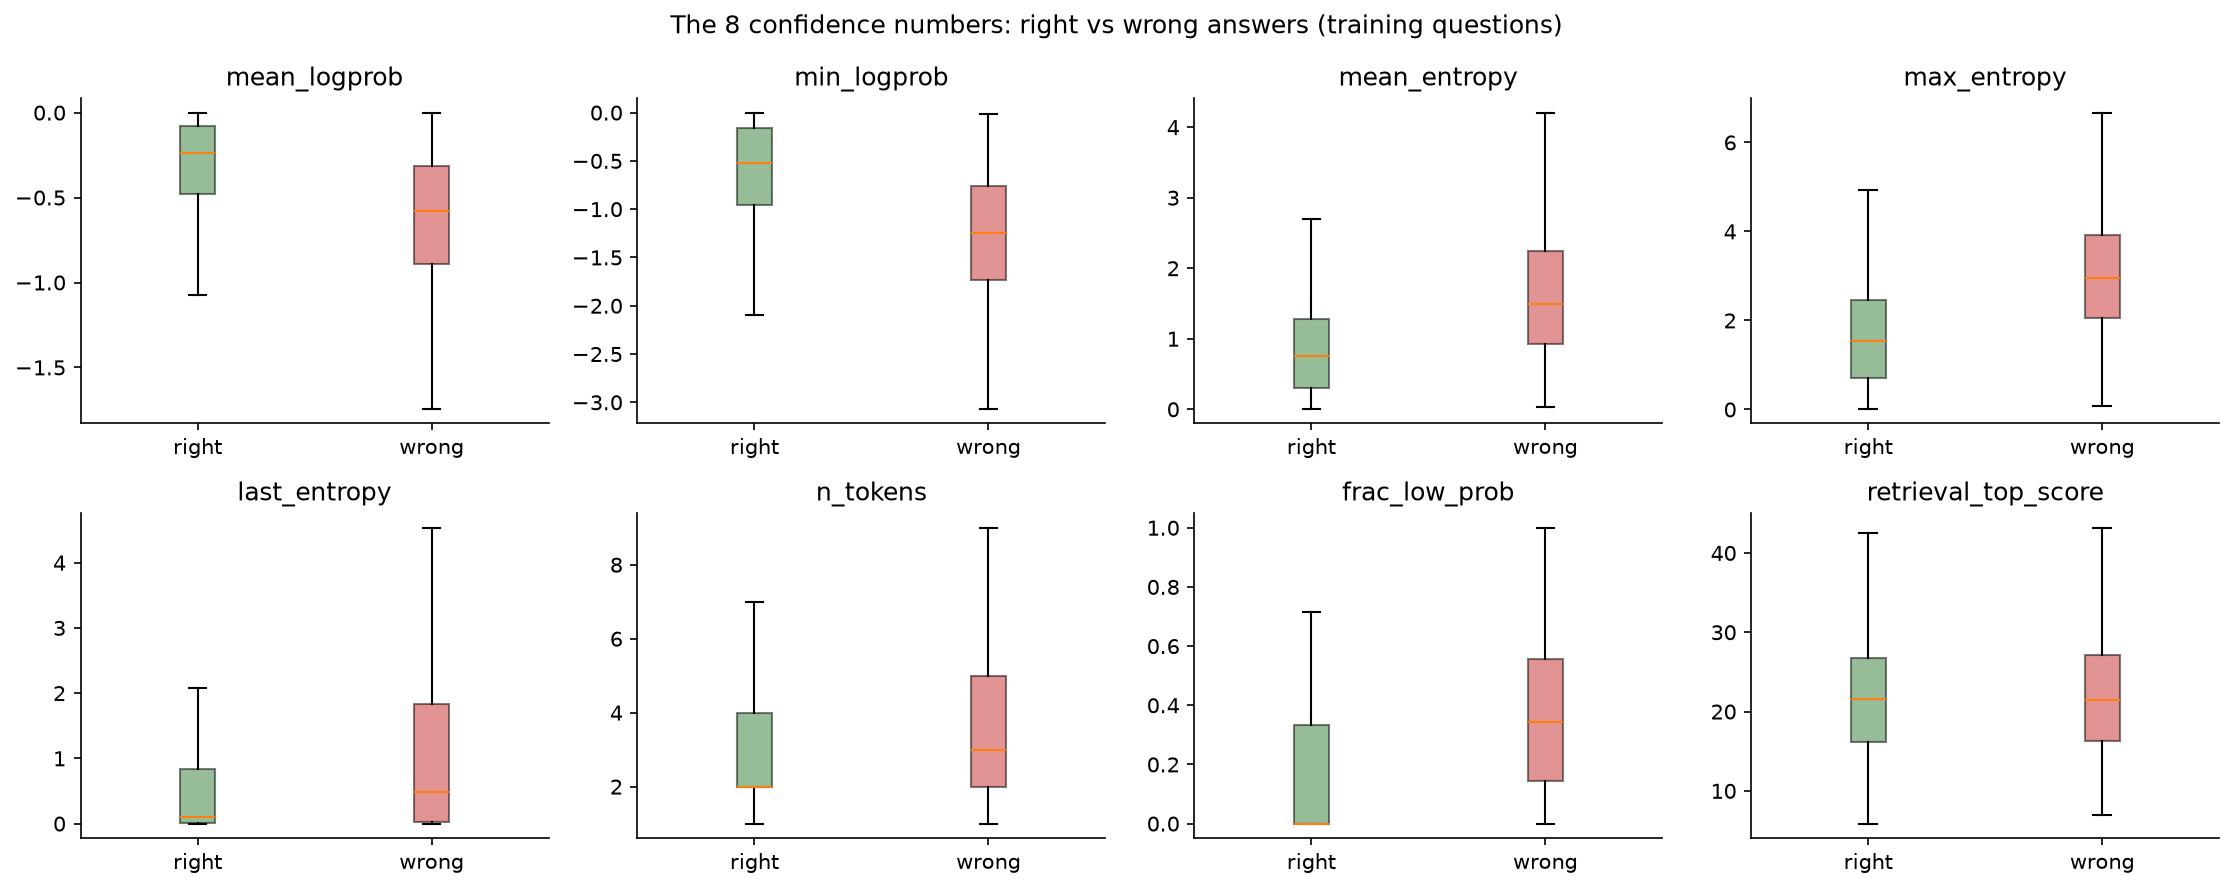 The 8 confidence numbers: right vs wrong answers (training questions)
mean_logprob
0.0
−0.5
−1.0
−1.5
right wrong
min_logprob
0.0
−0.5
−1.0
−1.5
−2.0
−2.5
−3.0
right wrong
mean_entropy
4
3
2
1
0
right wrong
max_entropy
6
4
2
0
right wrong
last_entropy
4
3
2
1
0
right wrong
n_tokens
8
6
4
2
right wrong
frac_low_prob
1.0
0.8
0.6
0.4
0.2
0.0
right wrong
retrieval_top_score
40
30
20
10
right wrong